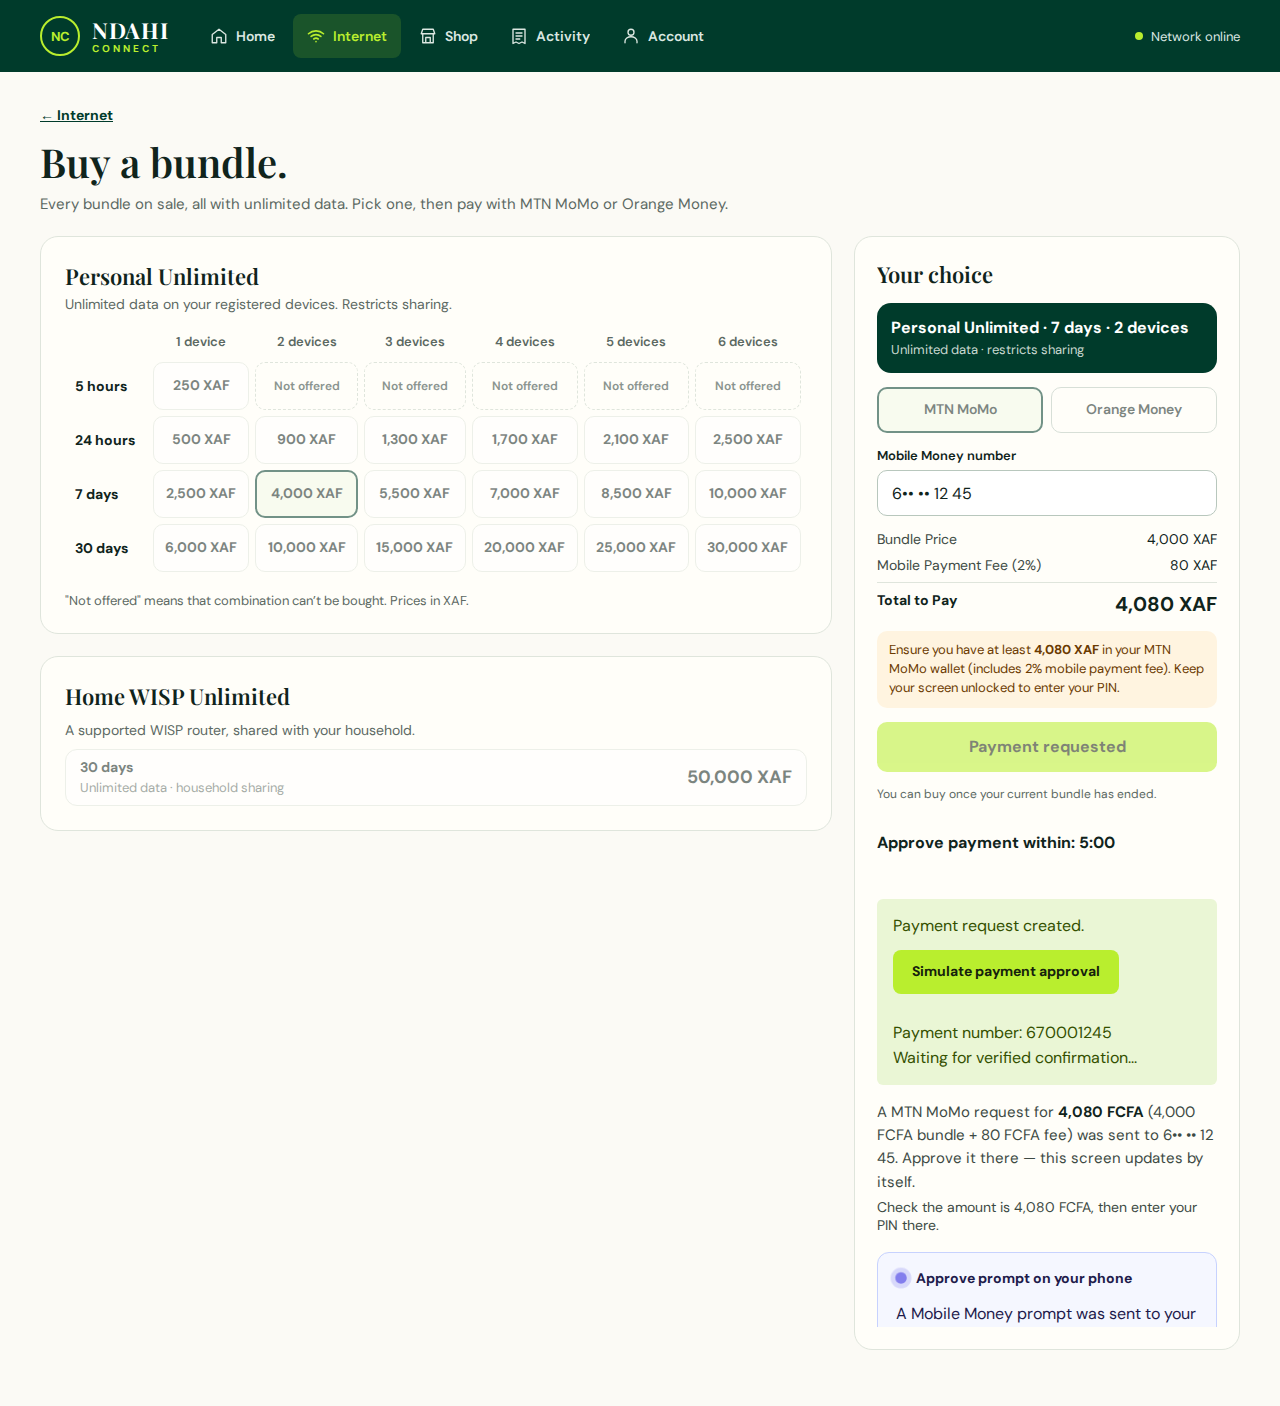 NC
NDAHI
CONNECT
Home
Internet
Shop
Activity
Account
Network online
← Internet
Buy a bundle.
Every bundle on sale, all with unlimited data. Pick one, then pay with MTN MoMo or Orange Money.
Personal Unlimited
Unlimited data on your registered devices. Restricts sharing.
1 device 2 devices 3 devices 4 devices 5 devices 6 devices
5 hours 250 XAF Not offered Not offered Not offered Not offered Not offered
24 hours 500 XAF 900 XAF 1,300 XAF 1,700 XAF 2,100 XAF 2,500 XAF
7 days 2,500 XAF 4,000 XAF 5,500 XAF 7,000 XAF 8,500 XAF 10,000 XAF
30 days 6,000 XAF 10,000 XAF 15,000 XAF 20,000 XAF 25,000 XAF 30,000 XAF
"Not offered" means that combination can't be bought. Prices in XAF.
Home WISP Unlimited
A supported WISP router, shared with your household.
30 days
Unlimited data · household sharing
50,000 XAF
Your choice
Personal Unlimited · 7 days · 2 devices
Unlimited data · restricts sharing
MTN MoMo
Orange Money
Mobile Money number
6•• •• 12 45
Bundle Price 4,000 XAF
Mobile Payment Fee (2%) 80 XAF
Total to Pay 4,080 XAF
Ensure you have at least 4,080 XAF in your MTN
MoMo wallet (includes 2% mobile payment fee). Keep
your screen unlocked to enter your PIN.
Payment requested
You can buy once your current bundle has ended.
Approve payment within: 5:00
Payment request created.
Simulate payment approval
Payment number: 670001245
Waiting for verified confirmation...
A MTN MoMo request for 4,080 FCFA (4,000
FCFA bundle + 80 FCFA fee) was sent to 6•• •• 12
45. Approve it there — this screen updates by
itself.
Check the amount is 4,080 FCFA, then enter your
PIN there.
Approve prompt on your phone
A Mobile Money prompt was sent to your